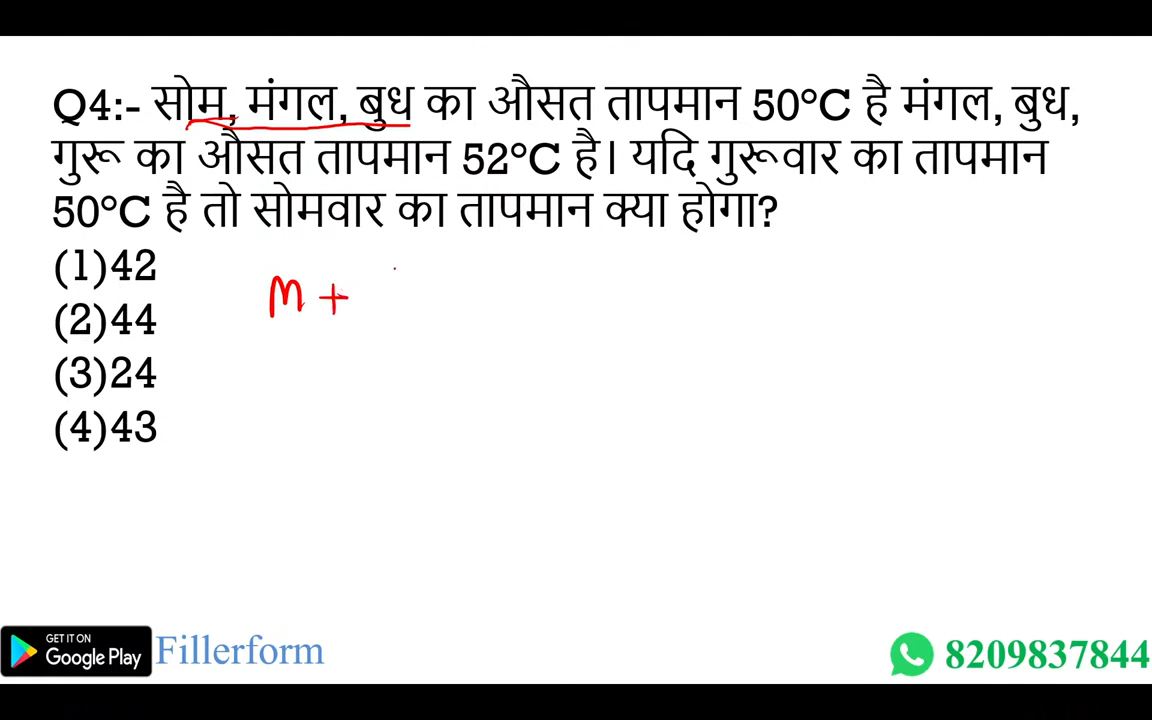 Q4:- सोम, मंगल, बुध का औसत तापमान 50°C है मंगल, बुध,
गुरू का औसत तापमान 52°C है। यदि गुरूवार का तापमान
50°C है तो सोमवार का तापमान क्या होगा?
(1)42
(2)44
(3)24
(4)43
M +
GET IT ON
Google Play
Fillerform
8209837844